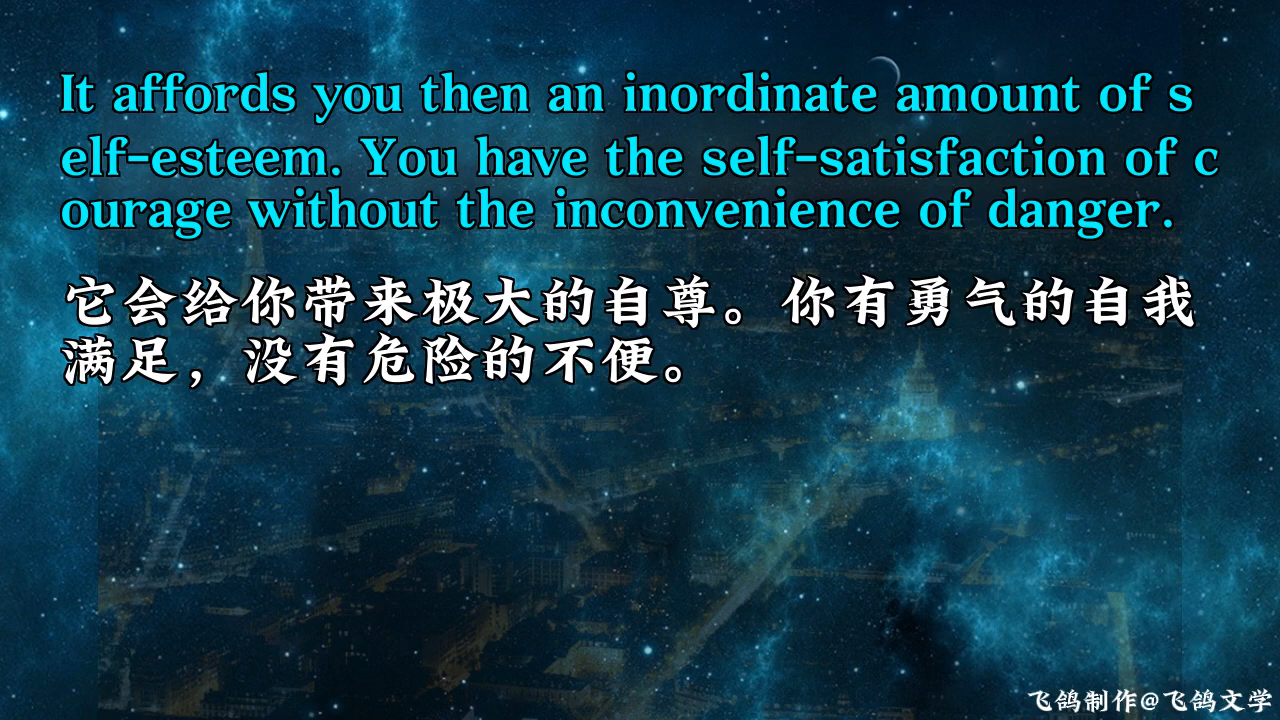 It affords you then an inordinate amount of s
elf-esteem. You have the self-satisfaction of c
ourage without the inconvenience of danger.
它会给你带来极大的自尊。你有勇气的自我
满足，没有危险的不便。
飞鸽制作@飞鸽文学